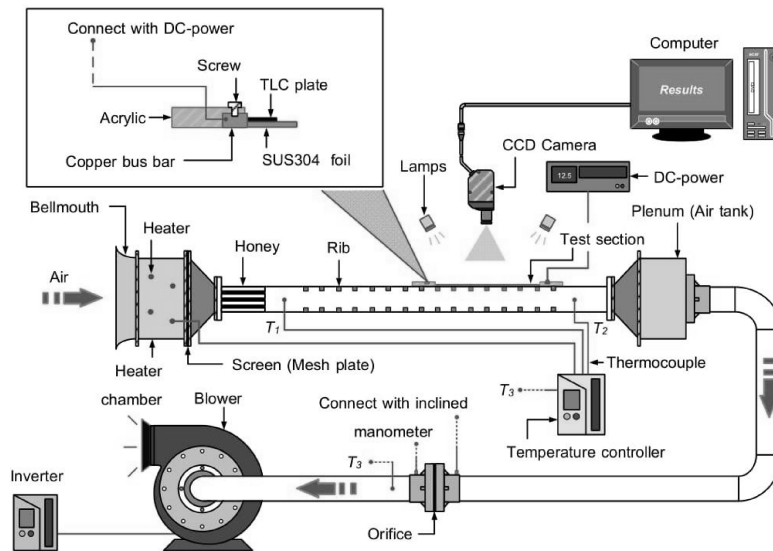 Connect with DC-power
Screw
TLC plate
Acrylic
Copper bus bar
SUS304 foil
Computer
Results
CCD Camera
Lamps
12.5
DC-power
Plenum (Air tank)
Bellmouth
Heater
Honey
Rib
Test section
Air
T1
T2
Screen (Mesh plate)
Thermocouple
Heater
chamber
Blower
Connect with inclined
manometer
T3
Temperature controller
T3
Inverter
Orifice